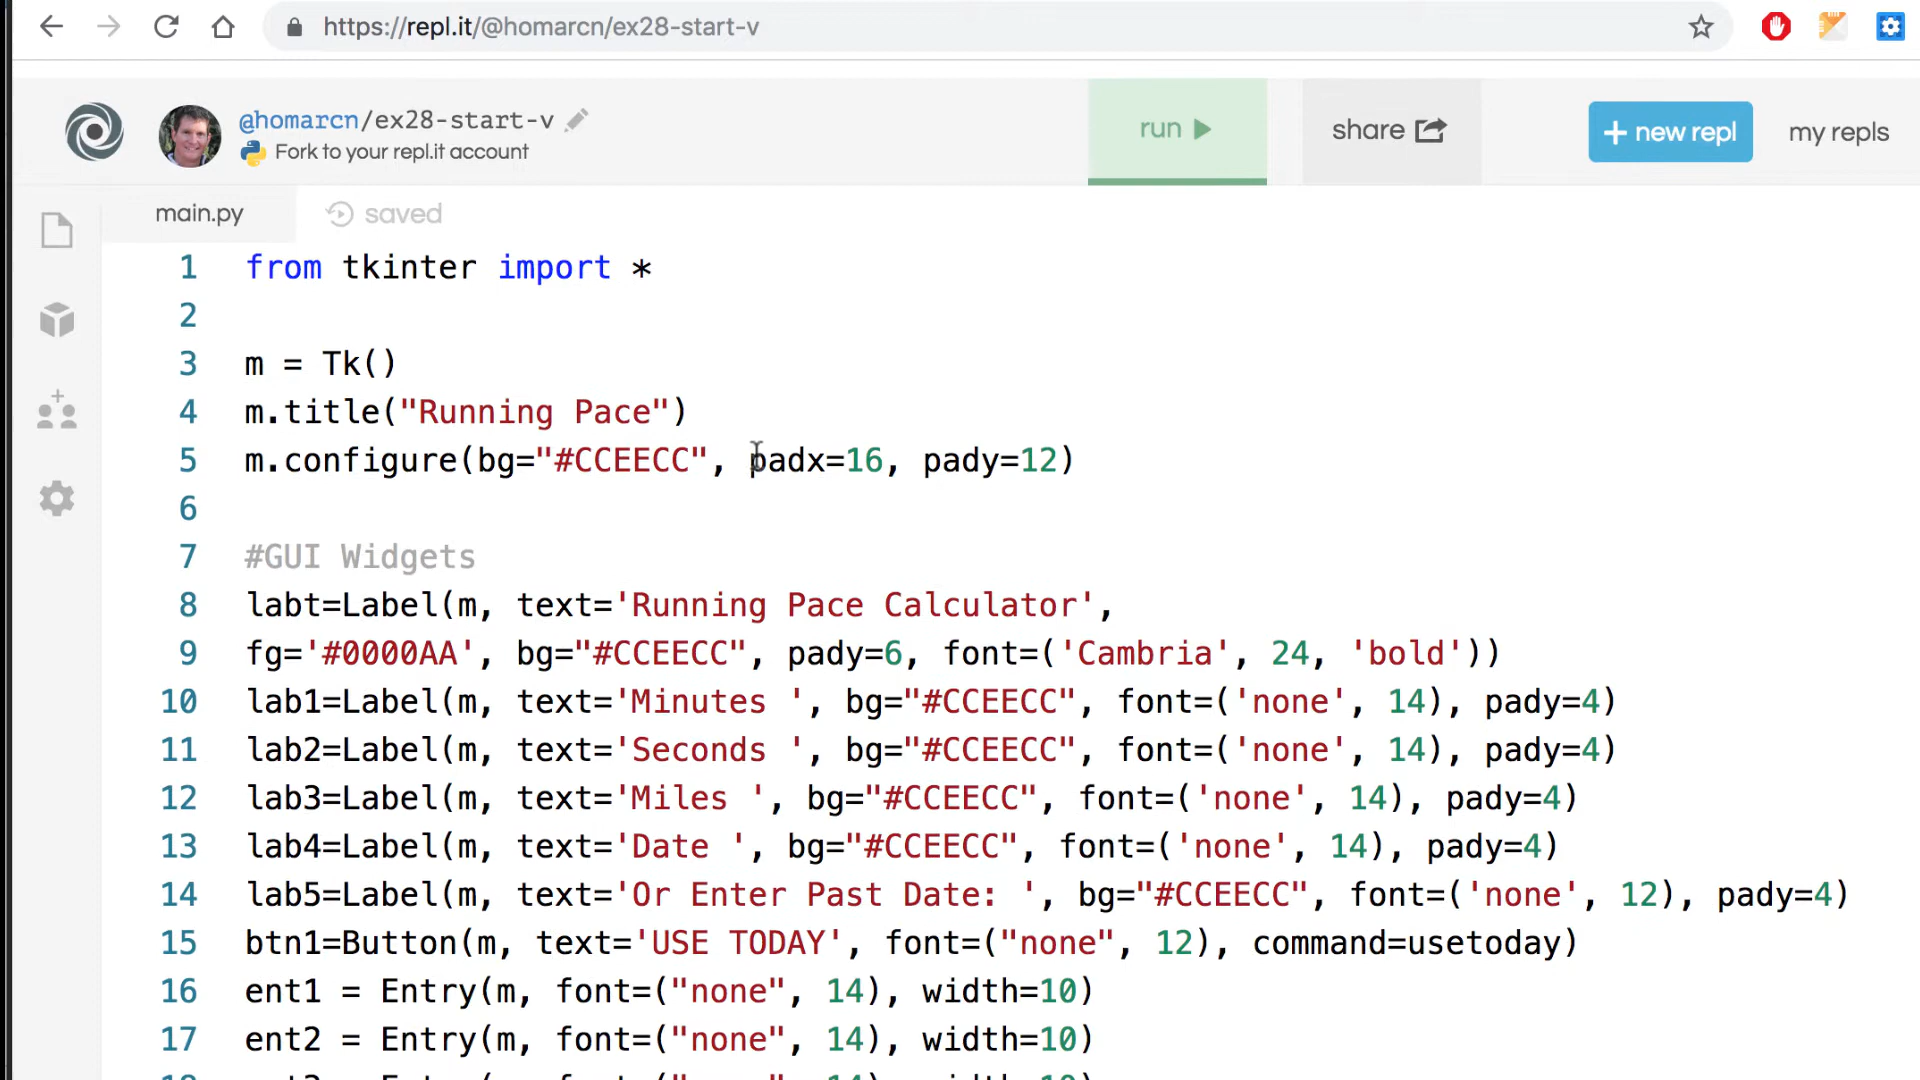 https://repl.it/@homarcn/ex28-start-v
@homarcn/ex28-start-v
Fork to your repl.it account
run
share
+ new repl
my repls
main.py
saved
1 from tkinter import *
2
3 m = Tk()
4 m.title("Running Pace")
5 m.configure(bg="#CCEECC", padx=16, pady=12)
6
7 #GUI Widgets
8 labt=Label(m, text='Running Pace Calculator',
9 fg='#0000AA', bg="#CCEECC", pady=6, font=('Cambria', 24, 'bold'))
10 lab1=Label(m, text='Minutes ', bg="#CCEECC", font=('none', 14), pady=4)
11 lab2=Label(m, text='Seconds ', bg="#CCEECC", font=('none', 14), pady=4)
12 lab3=Label(m, text='Miles ', bg="#CCEECC", font=('none', 14), pady=4)
13 lab4=Label(m, text='Date ', bg="#CCEECC", font=('none', 14), pady=4)
14 lab5=Label(m, text='Or Enter Past Date: ', bg="#CCEECC", font=('none', 12), pady=4)
15 btn1=Button(m, text='USE TODAY', font=("none", 12), command=usetoday)
16 ent1 = Entry(m, font=("none", 14), width=10)
17 ent2 = Entry(m, font=("none", 14), width=10)